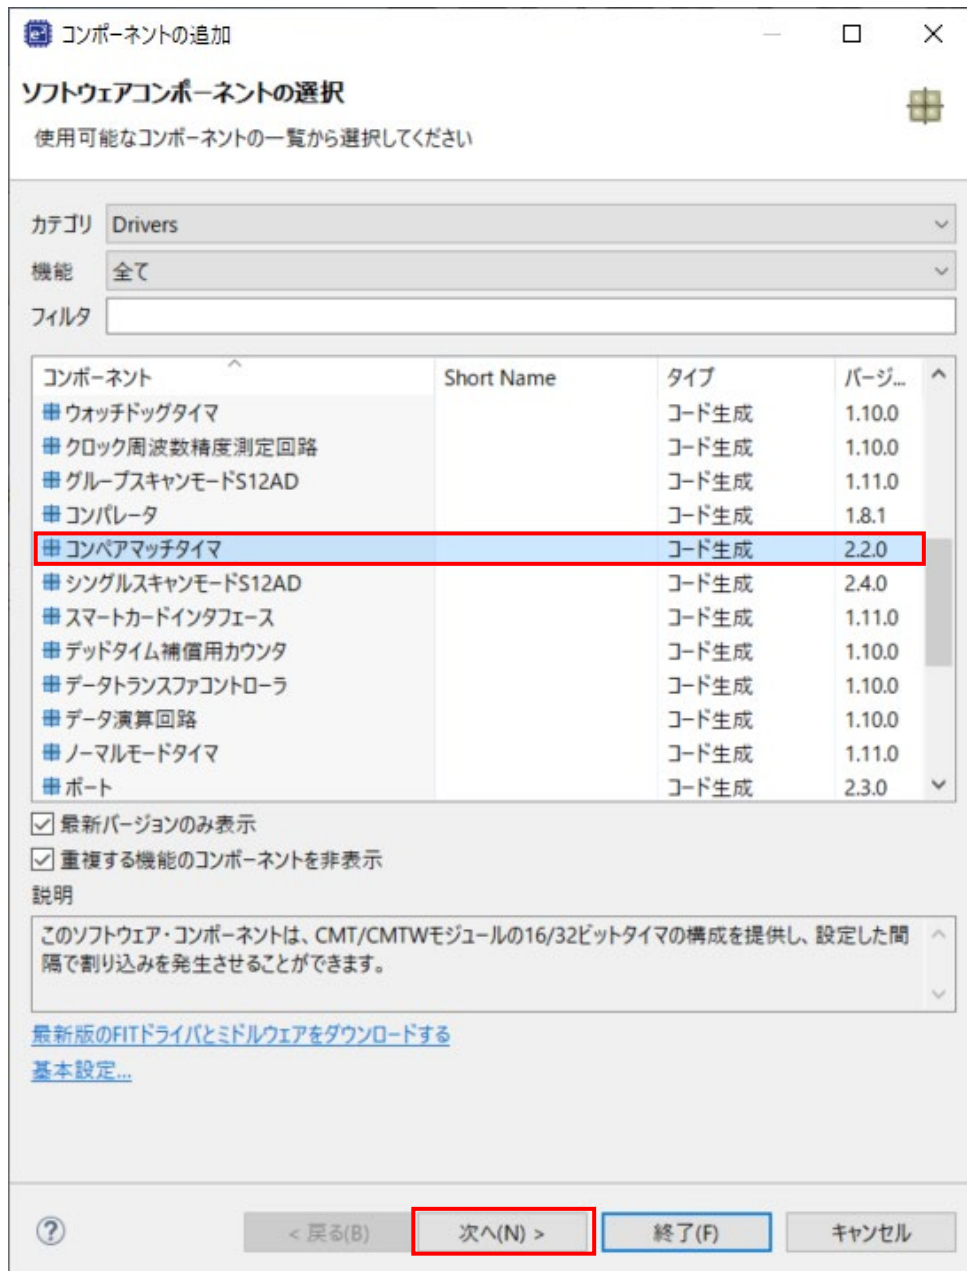 コンポーネントの追加
ソフトウェアコンポーネントの選択
使用可能なコンポーネントの一覧から選択してください
カテゴリ Drivers
機能 全て
フィルタ
コンポーネント Short Name タイプ バージ...
ウォッチドッグタイマ コード生成 1.10.0
クロック周波数精度測定回路 コード生成 1.10.0
グループスキャンモードS12AD コード生成 1.11.0
コンパレータ コード生成 1.8.1
コンペアマッチタイマ コード生成 2.2.0
シングルスキャンモードS12AD コード生成 2.4.0
スマートカードインタフェース コード生成 1.11.0
デッドタイム補償用カウンタ コード生成 1.10.0
データトランスファコントローラ コード生成 1.10.0
データ演算回路 コード生成 1.10.0
ノーマルモードタイマ コード生成 1.11.0
ポート コード生成 2.3.0
最新バージョンのみ表示
重複する機能のコンポーネントを非表示
説明
このソフトウェア・コンポーネントは、CMT/CMTWモジュールの16/32ビットタイマの構成を提供し、設定した間
隔で割り込みを発生させることができます。
最新版のFITドライバとミドルウェアをダウンロードする
基本設定...
< 戻る(B) 次へ(N) > 終了(F) キャンセル